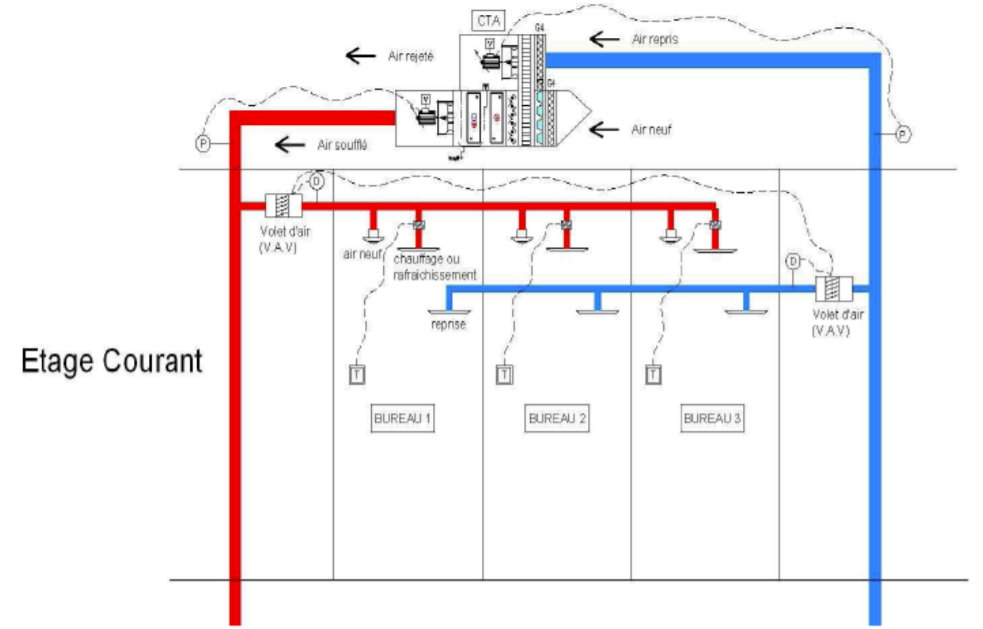 CTA
G4
Air repris
Air rejeté
Y
G4
Y
Air neuf
P
P
Air soufflé
D
Volet d'air
(V.A.V)
air neuf
chauffage ou
rafraichissement
D
Volet d'air
(V.A.V)
reprise
Etage Courant
T
T
T
BUREAU 1
BUREAU 2
BUREAU 3